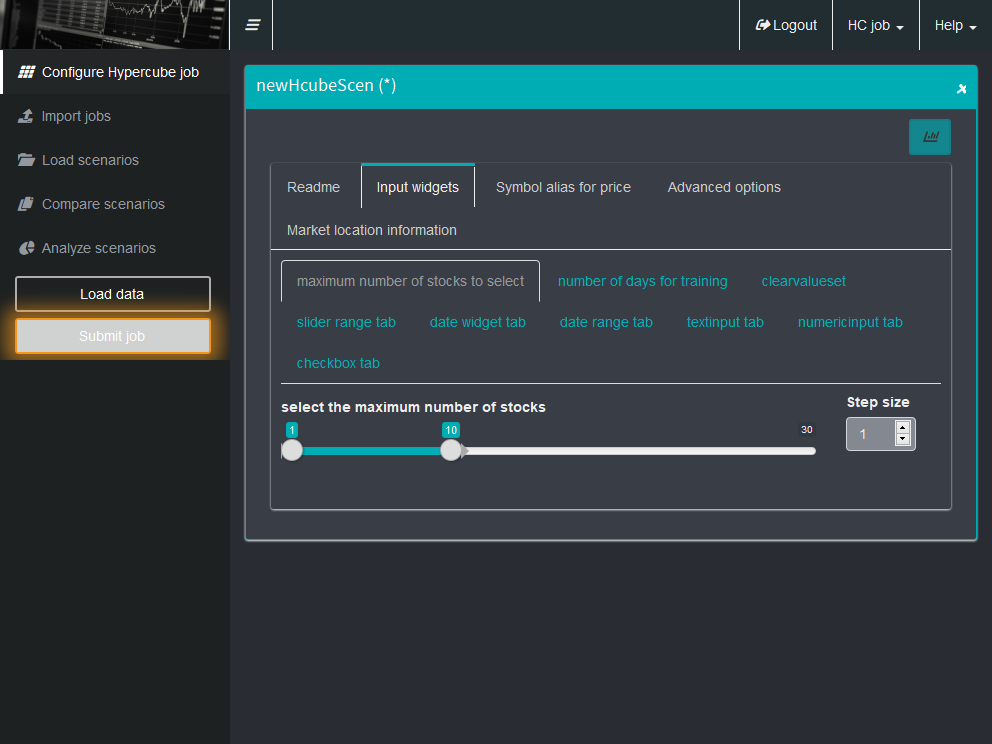 Logout HC job Help
Configure Hypercube job
Import jobs
Load scenarios
Compare scenarios
Analyze scenarios
Load data
Submit job
newHcubeScen (*)
Readme Input widgets Symbol alias for price Advanced options
Market location information
maximum number of stocks to select number of days for training clearvalueset
slider range tab date widget tab date range tab textinput tab numericinput tab
checkbox tab
select the maximum number of stocks Step size
1 10 30
1